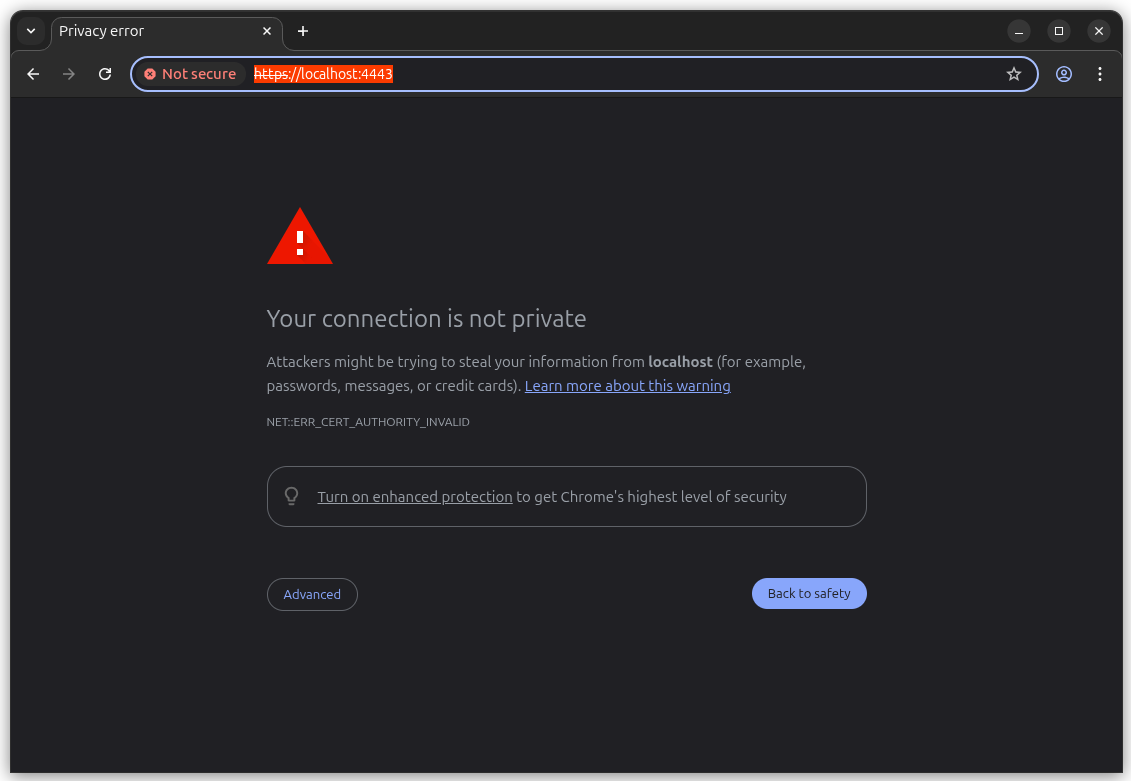 Privacy error
Not secure https://localhost:4443
Your connection is not private
Attackers might be trying to steal your information from localhost (for example,
passwords, messages, or credit cards). Learn more about this warning
NET::ERR_CERT_AUTHORITY_INVALID
Turn on enhanced protection to get Chrome's highest level of security
Advanced
Back to safety